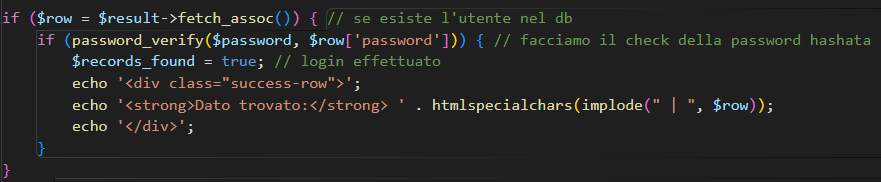 if ($row = $result->fetch_assoc()) { // se esiste l'utente nel db
if (password_verify($password, $row['password'])) { // facciamo il check della password hashata
$records_found = true; // login effettuato
echo '<div class="success-row">';
echo '<strong>Dato trovato:</strong> ' . htmlspecialchars(implode(" | ", $row));
echo '</div>';
}
}